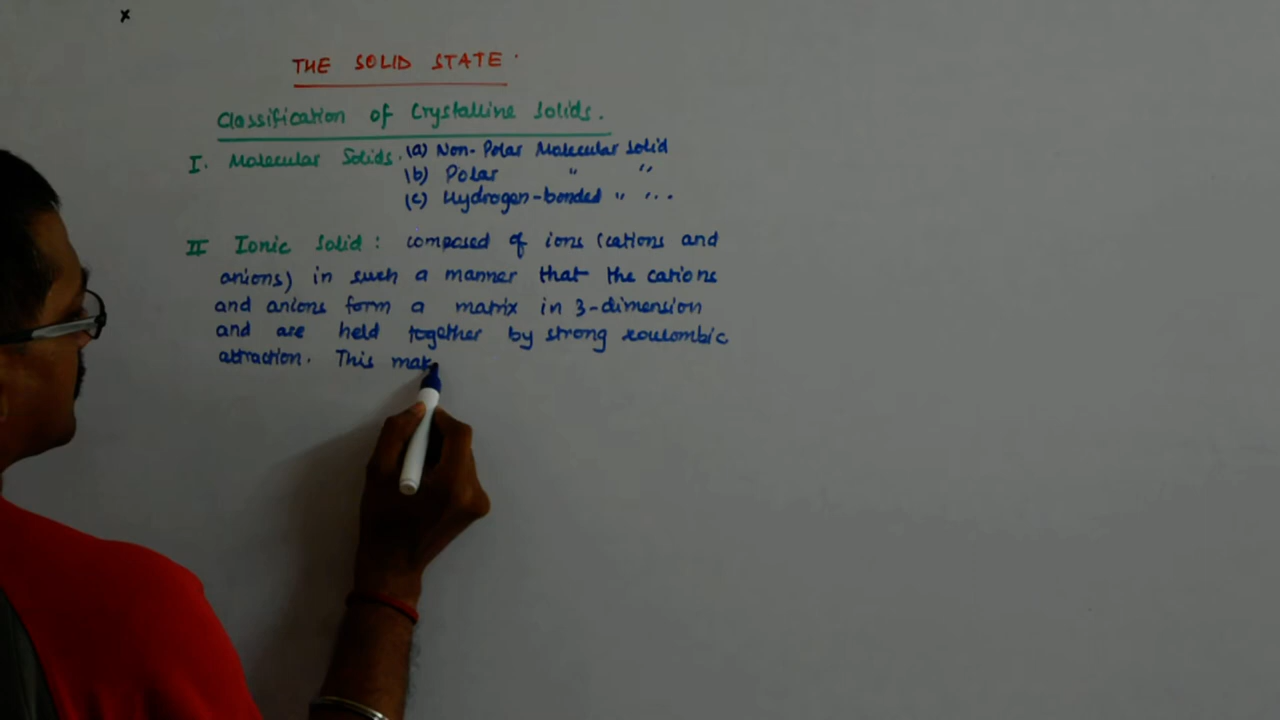 THE SOLID STATE.
Classification of Crystalline Solids.
I. Molecular Solids. (a) Non-Polar Molecular Solid
(b) Polar " "
(c) Hydrogen-bonded " " ..
II Ionic Solid: composed of ions (cations and
anions) in such a manner that the cations
and anions form a matrix in 3-dimension
and are held together by strong coulombic
attraction. This mak